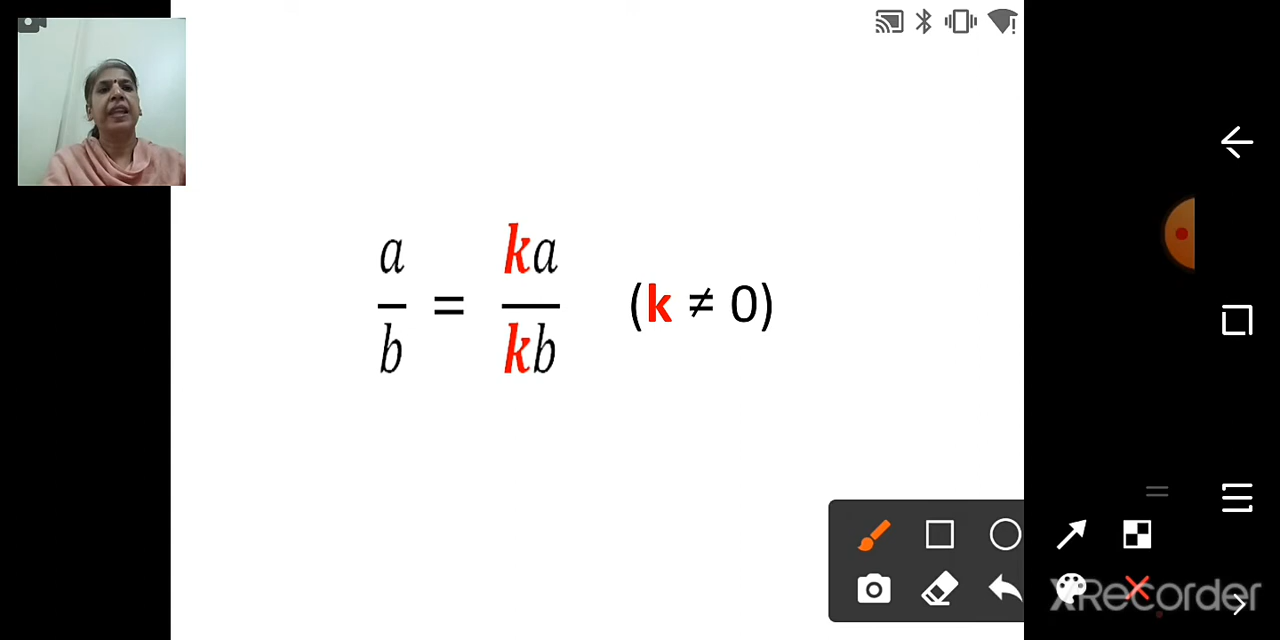 a/b = ka/kb (k ≠ 0)
XRecorder